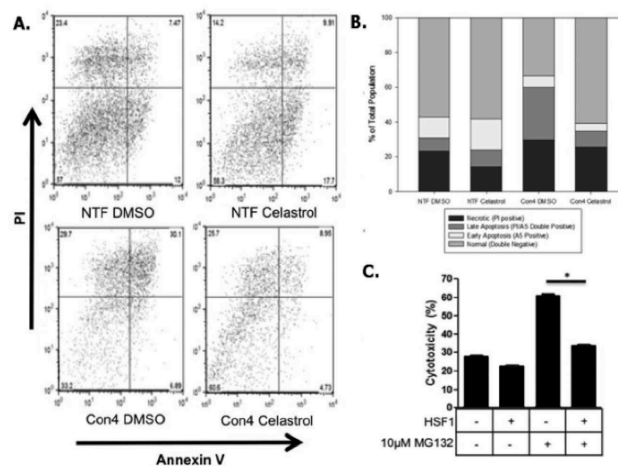 A.
23.4 7.47
14.2 9.91
57 12
58.3 17.7
NTF DMSO
NTF Celastrol
29.7 30.1
25.7 8.95
33.2
60.6 4.73
Con4 DMSO
Con4 Celastrol
PI
Annexin V
B.
% of Total Population
100
80
60
40
20
0
NTF DMSO
NTF Celastrol
Con4 DMSO
Con4 Celastrol
Necrotic (PI positive)
Late Apoptosis (PI/A5 Double Positive)
Early Apoptosis (A5 Positive)
Normal (Double Negative)
C.
Cytotoxicity (%)
70
60
50
40
30
20
10
0
*
HSF1 - + - +
10µM MG132 - - + +